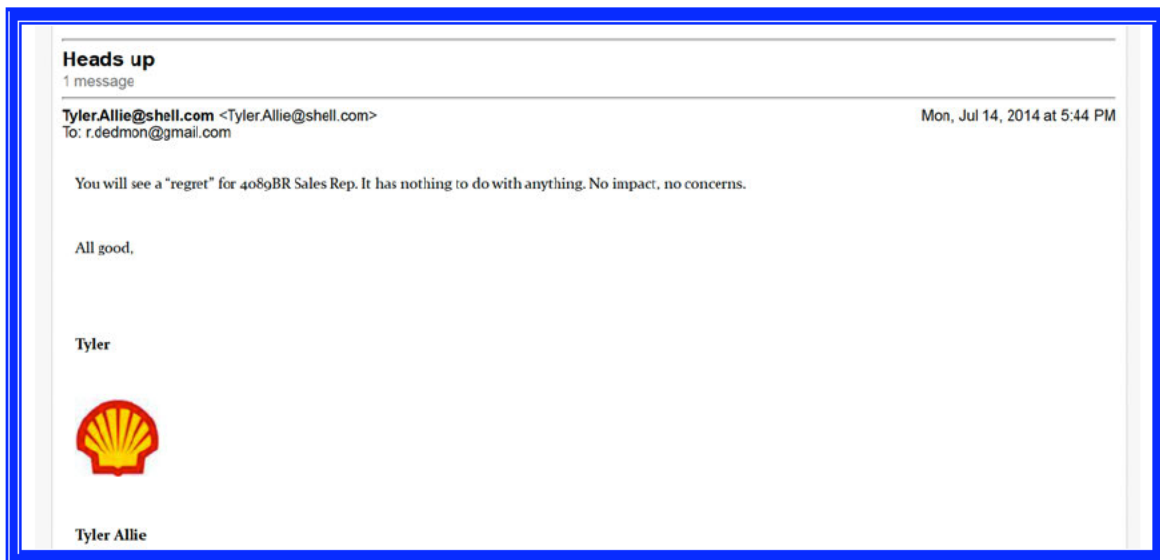 Heads up
1 message
Tyler.Allie@shell.com <Tyler.Allie@shell.com>
Mon, Jul 14, 2014 at 5:44 PM
To: r.dedmon@gmail.com
You will see a “regret” for 4089BR Sales Rep. It has nothing to do with anything. No impact, no concerns.
All good,
Tyler
Tyler Allie